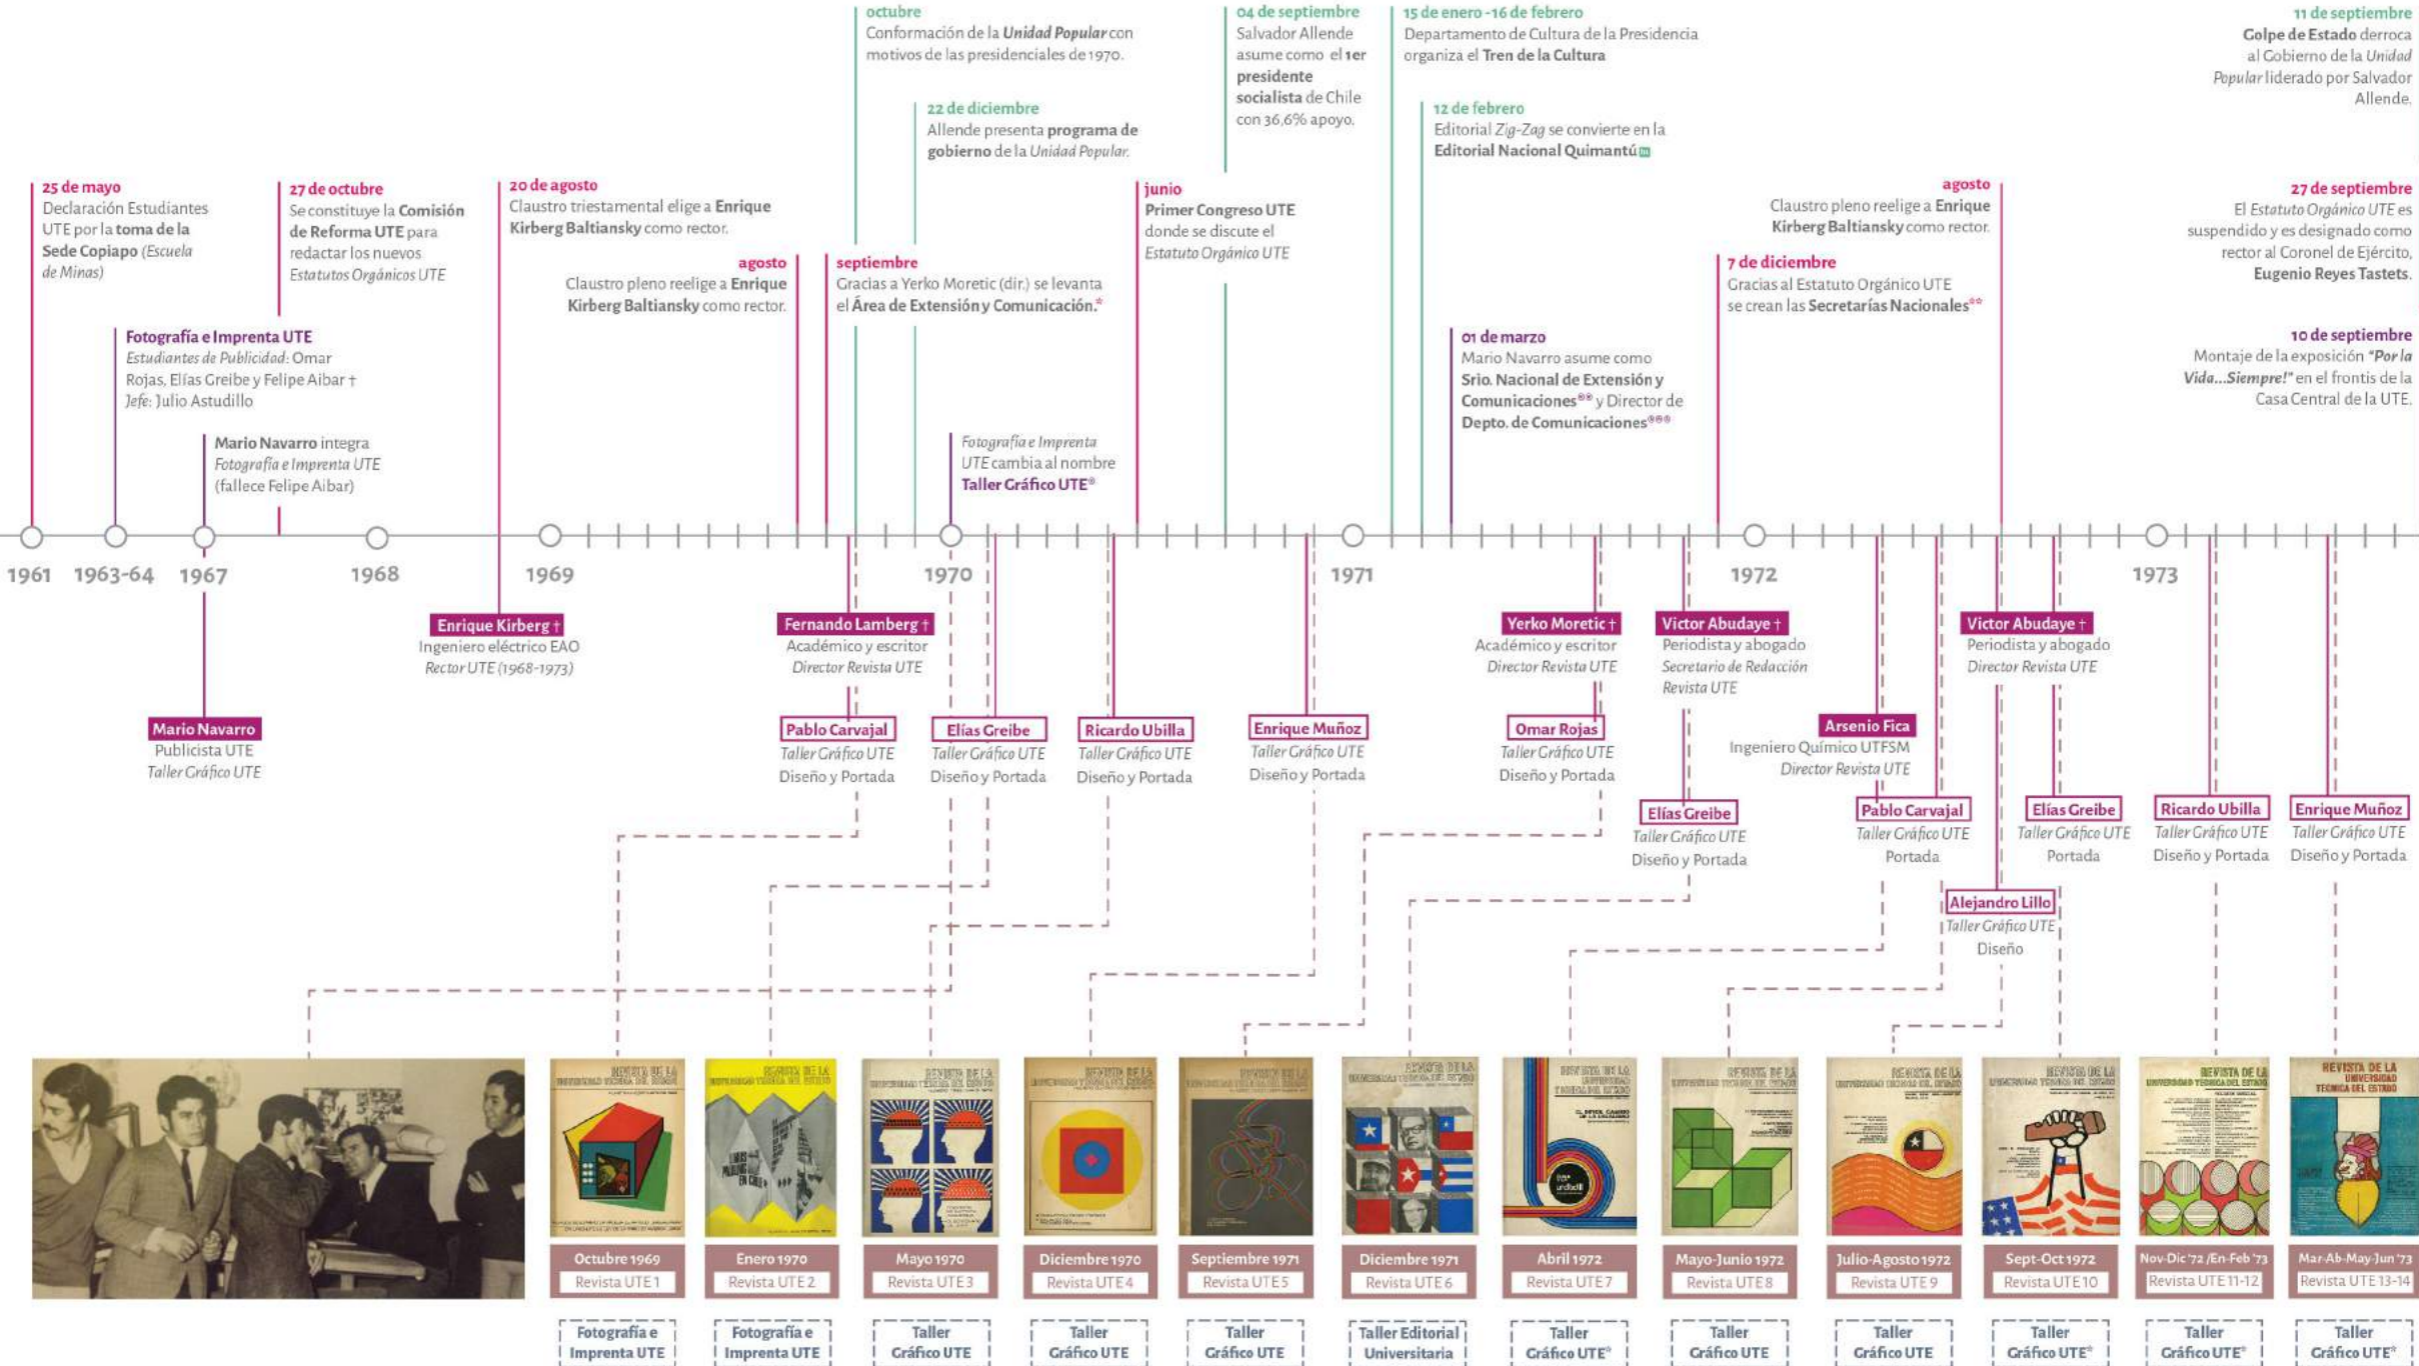 octubre
Conformación de la Unidad Popular con
motivos de las presidenciales de 1970.
04 de septiembre
Salvador Allende
asume como el 1er
presidente
socialista de Chile
con 36,6% apoyo.
15 de enero -16 de febrero
Departamento de Cultura de la Presidencia
organiza el Tren de la Cultura
11 de septiembre
Golpe de Estado derroca
al Gobierno de la Unidad
Popular liderado por Salvador
Allende.
22 de diciembre
Allende presenta programa de
gobierno de la Unidad Popular.
12 de febrero
Editorial Zig-Zag se convierte en la
Editorial Nacional Quimantú
25 de mayo
Declaración Estudiantes
UTE por la toma de la
Sede Copiapo (Escuela
de Minas)
27 de octubre
Se constituye la Comisión
de Reforma UTE para
redactar los nuevos
Estatutos Orgánicos UTE
20 de agosto
Claustro triestamental elige a Enrique
Kirberg Baltiansky como rector.
junio
Primer Congreso UTE
donde se discute el
Estatuto Orgánico UTE
agosto
Claustro pleno reelige a Enrique
Kirberg Baltiansky como rector.
27 de septiembre
El Estatuto Orgánico UTE es
suspendido y es designado como
rector al Coronel de Ejército,
Eugenio Reyes Tastets.
agosto
Claustro pleno reelige a Enrique
Kirberg Baltiansky como rector.
septiembre
Gracias a Yerko Moretic (dir.) se levanta
el Área de Extensión y Comunicación.*
7 de diciembre
Gracias al Estatuto Orgánico UTE
se crean las Secretarías Nacionales**
Fotografía e Imprenta UTE
Estudiantes de Publicidad: Omar
Rojas, Elías Greibe y Felipe Aibar †
Jefe: Julio Astudillo
01 de marzo
Mario Navarro asume como
Srio. Nacional de Extensión y
Comunicaciones®® y Director de
Depto. de Comunicaciones®®®
10 de septiembre
Montaje de la exposición "Por la
Vida...Siempre!" en el frontis de la
Casa Central de la UTE.
Mario Navarro integra
Fotografía e Imprenta UTE
(fallece Felipe Aibar)
Fotografía e Imprenta
UTE cambia al nombre
Taller Gráfico UTE®
1961 1963-64 1967 1968 1969 1970 1971 1972 1973
Enrique Kirberg †
Ingeniero eléctrico EAO
Rector UTE (1968-1973)
Fernando Lamberg †
Académico y escritor
Director Revista UTE
Yerko Moretic †
Académico y escritor
Director Revista UTE
Victor Abudaye †
Periodista y abogado
Secretario de Redacción
Revista UTE
Victor Abudaye †
Periodista y abogado
Director Revista UTE
Mario Navarro
Publicista UTE
Taller Gráfico UTE
Pablo Carvajal
Taller Gráfico UTE
Diseño y Portada
Elías Greibe
Taller Gráfico UTE
Diseño y Portada
Ricardo Ubilla
Taller Gráfico UTE
Diseño y Portada
Enrique Muñoz
Taller Gráfico UTE
Diseño y Portada
Omar Rojas
Taller Gráfico UTE
Diseño y Portada
Arsenio Fica
Ingeniero Químico UTFSM
Director Revista UTE
Elías Greibe
Taller Gráfico UTE
Diseño y Portada
Pablo Carvajal
Taller Gráfico UTE
Portada
Elías Greibe
Taller Gráfico UTE
Portada
Ricardo Ubilla
Taller Gráfico UTE
Diseño y Portada
Enrique Muñoz
Taller Gráfico UTE
Diseño y Portada
Alejandro Lillo
Taller Gráfico UTE
Diseño
REVISTA DE LA
UNIVERSIDAD
TECNICA DEL ESTADO
Octubre 1969
Revista UTE 1
Enero 1970
Revista UTE 2
Mayo 1970
Revista UTE 3
Diciembre 1970
Revista UTE 4
Septiembre 1971
Revista UTE 5
Diciembre 1971
Revista UTE 6
Abril 1972
Revista UTE 7
Mayo-Junio 1972
Revista UTE 8
Julio-Agosto 1972
Revista UTE 9
Sept-Oct 1972
Revista UTE 10
Nov-Dic '72 /En-Feb '73
Revista UTE 11-12
Mar-Ab-May-Jun '73
Revista UTE 13-14
Fotografía e
Imprenta UTE
Fotografía e
Imprenta UTE
Taller
Gráfico UTE
Taller
Gráfico UTE
Taller
Gráfico UTE
Taller Editorial
Universitaria
Taller
Gráfico UTE®
Taller
Gráfico UTE
Taller
Gráfico UTE
Taller
Gráfico UTE®
Taller
Gráfico UTE®
Taller
Gráfico UTE®